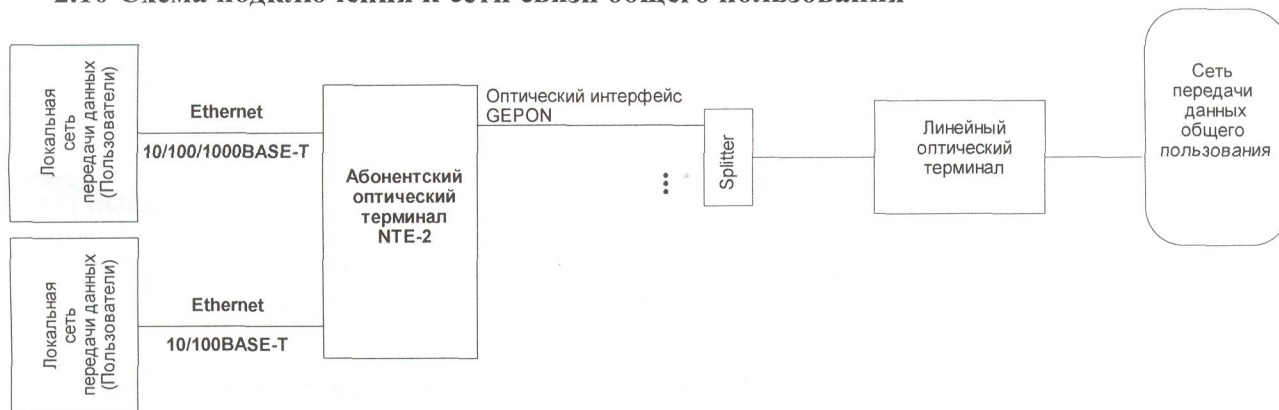 2.10 Схема подключения к сети связи общего пользования
Локальная
сеть
передачи данных
(Пользователи)
Ethernet
10/100/1000BASE-T
Локальная
сеть
передачи данных
(Пользователи)
Ethernet
10/100BASE-T
Абонентский
оптический
терминал
NTE-2
Оптический интерфейс
GEPON
Splitter
Линейный
оптический
терминал
Сеть
передачи
данных
общего
пользования